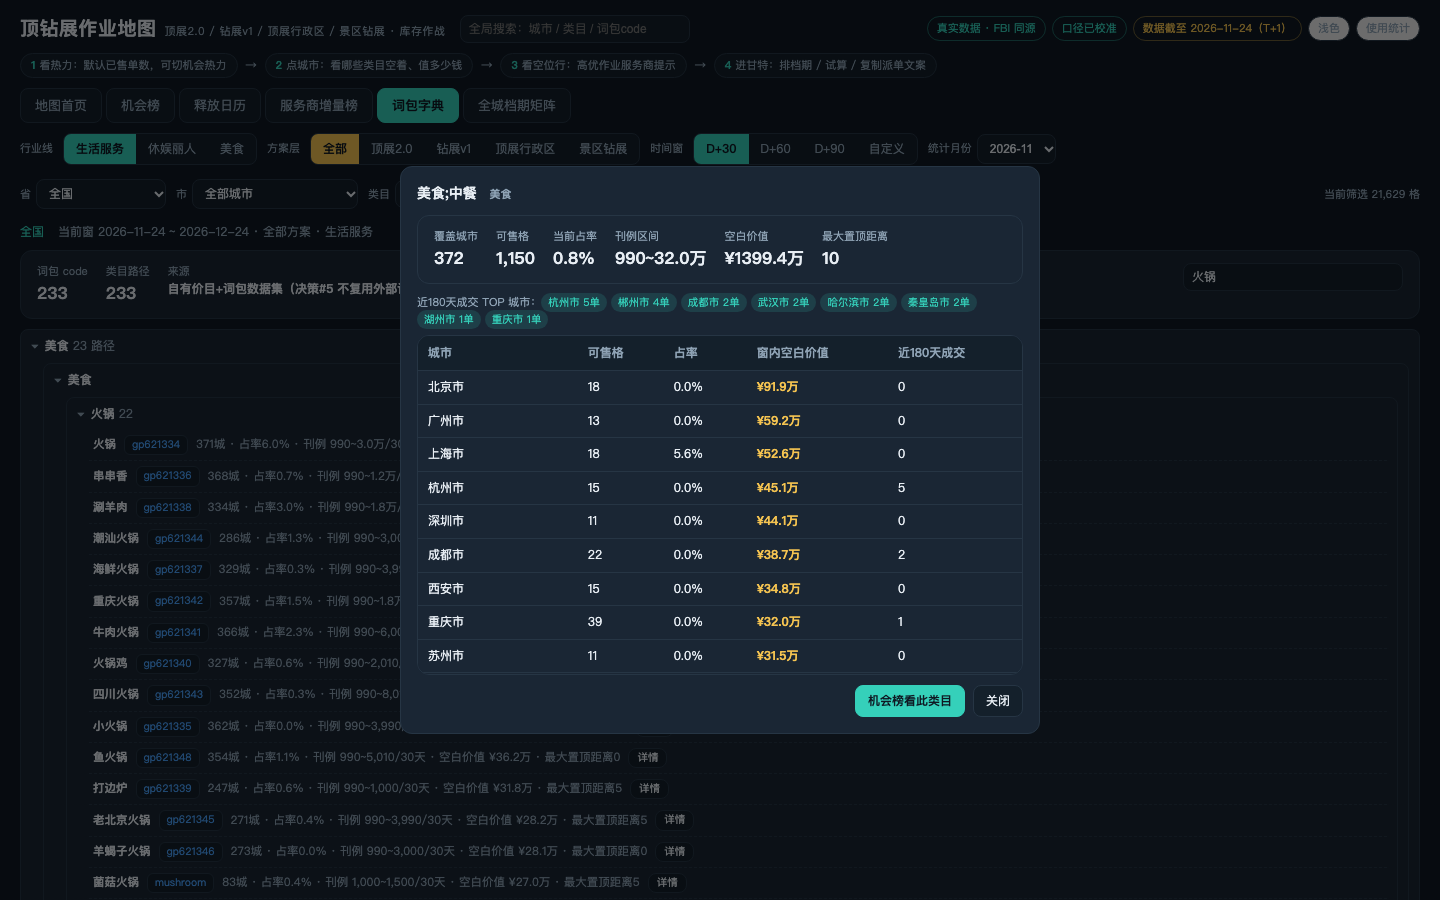 顶钻展作业地图 顶展2.0 / 钻展v1 / 顶展行政区 / 景区钻展 · 库存作战 全局搜索：城市 / 类目 / 词包code 真实数据 · FBI 同源 口径已校准 数据截至 2026-11-24（T+1） 浅色 使用统计
1 看热力：默认已售单数，可切机会热力 → 2 点城市：看哪些类目空着、值多少钱 → 3 看空位行：高优作业服务商提示 → 4 进甘特：排档期 / 试算 / 复制派单文案
地图首页 机会榜 释放日历 服务商增量榜 词包字典 全城档期矩阵
行业线 生活服务 休娱丽人 美食 方案层 全部 顶展2.0 钻展v1 顶展行政区 景区钻展 时间窗 D+30 D+60 D+90 自定义 统计月份 2026-11
省 全国 市 全部城市 类目 当前筛选 21,629 格
全国 当前窗 2026-11-24 ~ 2026-12-24 · 全部方案 · 生活服务
词包 code 类目路径 来源
233 233 自有价目+词包数据集（决策#5 不复用外部 火锅
美食 23 路径
美食
火锅 22
火锅 gp621334 371城 · 占率6.0% · 刊例 990~3.0万/30
串串香 gp621336 368城 · 占率0.7% · 刊例 990~1.2万/
涮羊肉 gp621338 334城 · 占率3.0% · 刊例 990~1.8万/
潮汕火锅 gp621344 286城 · 占率1.3% · 刊例 990~3,00
海鲜火锅 gp621337 329城 · 占率0.3% · 刊例 990~3,9
重庆火锅 gp621342 357城 · 占率1.5% · 刊例 990~1.8万
牛肉火锅 gp621341 366城 · 占率2.3% · 刊例 990~6,00
火锅鸡 gp621340 327城 · 占率0.6% · 刊例 990~2,010
四川火锅 gp621343 352城 · 占率0.3% · 刊例 990~8,0
小火锅 gp621335 362城 · 占率0.0% · 刊例 990~3,990
鱼火锅 gp621348 354城 · 占率1.1% · 刊例 990~5,010/30天 · 空白价值 ¥36.2万 · 最大置顶距离0 详情
打边炉 gp621339 247城 · 占率0.6% · 刊例 990~1,000/30天 · 空白价值 ¥31.8万 · 最大置顶距离5 详情
老北京火锅 gp621345 271城 · 占率0.4% · 刊例 990~3,990/30天 · 空白价值 ¥28.2万 · 最大置顶距离5 详情
羊蝎子火锅 gp621346 273城 · 占率0.0% · 刊例 990~3,000/30天 · 空白价值 ¥28.1万 · 最大置顶距离0 详情
菌菇火锅 mushroom 83城 · 占率0.4% · 刊例 1,000~1,500/30天 · 空白价值 ¥27.0万 · 最大置顶距离5 详情
美食;中餐 美食
覆盖城市 可售格 当前占率 刊例区间 空白价值 最大置顶距离
372 1,150 0.8% 990~32.0万 ¥1399.4万 10
近180天成交 TOP 城市： 杭州市 5单 郴州市 4单 成都市 2单 武汉市 2单 哈尔滨市 2单 秦皇岛市 2单
湖州市 1单 重庆市 1单
城市 可售格 占率 窗内空白价值 近180天成交
北京市 18 0.0% ¥91.9万 0
广州市 13 0.0% ¥59.2万 0
上海市 18 5.6% ¥52.6万 0
杭州市 15 0.0% ¥45.1万 5
深圳市 11 0.0% ¥44.1万 0
成都市 22 0.0% ¥38.7万 2
西安市 15 0.0% ¥34.8万 0
重庆市 39 0.0% ¥32.0万 1
苏州市 11 0.0% ¥31.5万 0
机会榜看此类目 关闭